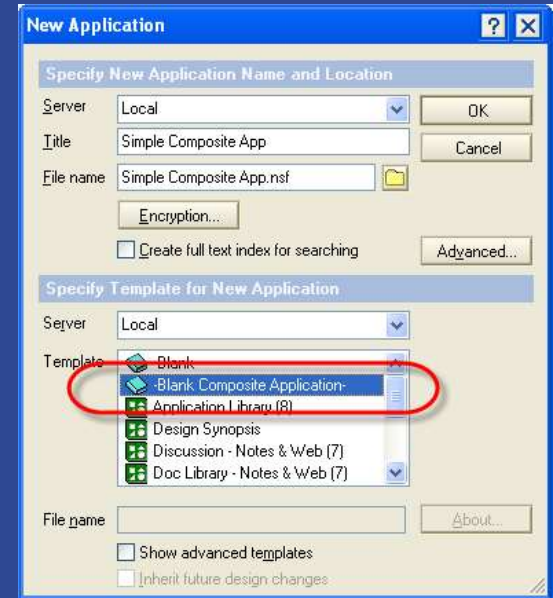 New Application
Specify New Application Name and Location
Server Local OK
Title Simple Composite App Cancel
File name Simple Composite App.nsf
Encryption...
Create full text index for searching Advanced...
Specify Template for New Application
Server Local
Template -Blank-
-Blank Composite Application-
Application Library (8)
Design Synopsis
Discussion - Notes & Web (7)
Doc Library - Notes & Web (7)
File name About...
Show advanced templates
Inherit future design changes